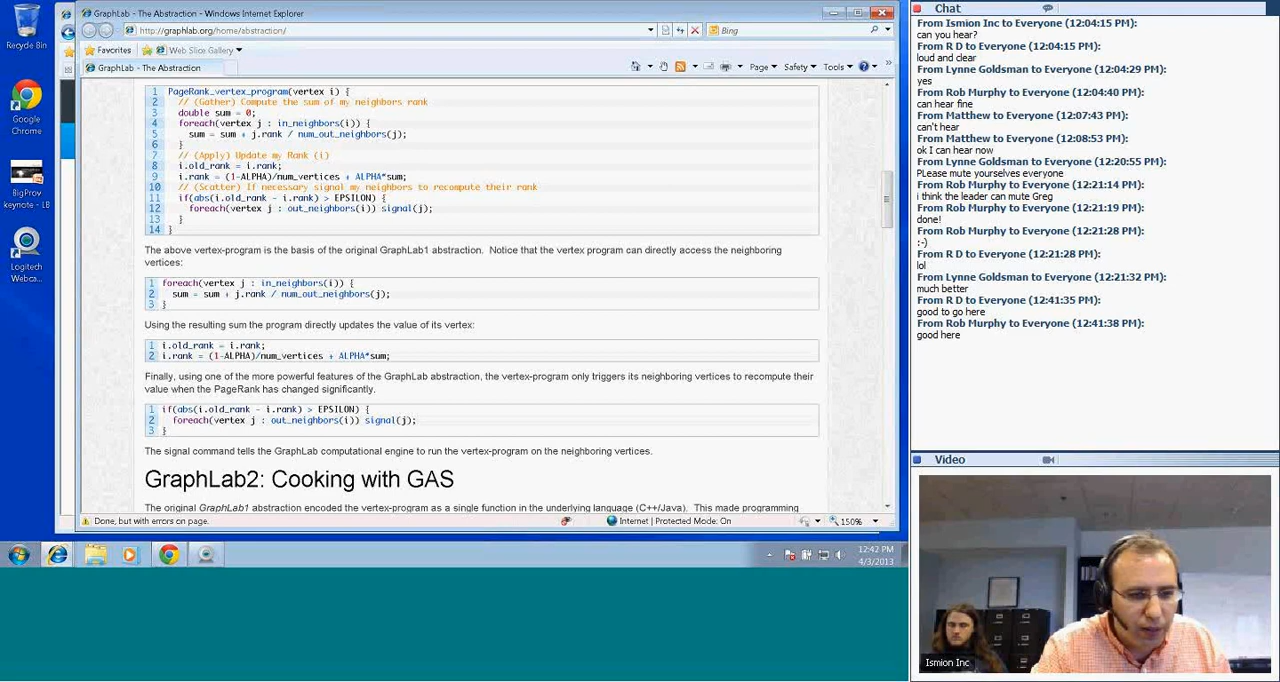 Recycle Bin
Google Chrome
BigProv keynote - LB
Logitech Webca...
GraphLab - The Abstraction - Windows Internet Explorer
http://graphlab.org/home/abstraction/
Bing
Favorites
Web Slice Gallery
GraphLab - The Abstraction
Page
Safety
Tools
»
1 PageRank_vertex_program(vertex i) {
2 // (Gather) Compute the sum of my neighbors rank
3 double sum = 0;
4 foreach(vertex j : in_neighbors(i)) {
5 sum = sum + j.rank / num_out_neighbors(j);
6 }
7 // (Apply) Update my Rank (i)
8 i.old_rank = i.rank;
9 i.rank = (1-ALPHA)/num_vertices + ALPHA*sum;
10 // (Scatter) If necessary signal my neighbors to recompute their rank
11 if(abs(i.old_rank - i.rank) > EPSILON) {
12 foreach(vertex j : out_neighbors(i)) signal(j);
13 }
14 }
The above vertex-program is the basis of the original GraphLab1 abstraction. Notice that the vertex program can directly access the neighboring
vertices:
1 foreach(vertex j : in_neighbors(i)) {
2 sum = sum + j.rank / num_out_neighbors(j);
3 }
Using the resulting sum the program directly updates the value of its vertex:
1 i.old_rank = i.rank;
2 i.rank = (1-ALPHA)/num_vertices + ALPHA*sum;
Finally, using one of the more powerful features of the GraphLab abstraction, the vertex-program only triggers its neighboring vertices to recompute their
value when the PageRank has changed significantly.
1 if(abs(i.old_rank - i.rank) > EPSILON) {
2 foreach(vertex j : out_neighbors(i)) signal(j);
3 }
The signal command tells the GraphLab computational engine to run the vertex-program on the neighboring vertices.
GraphLab2: Cooking with GAS
The original GraphLab1 abstraction encoded the vertex-program as a single function in the underlying language (C++/Java). This made programming
Done, but with errors on page.
Internet | Protected Mode: On
150%
12:42 PM
4/3/2013
Chat
From Ismion Inc to Everyone (12:04:15 PM):
can you hear?
From R D to Everyone (12:04:15 PM):
loud and clear
From Lynne Goldsman to Everyone (12:04:29 PM):
yes
From Rob Murphy to Everyone (12:04:40 PM):
can hear fine
From Matthew to Everyone (12:07:43 PM):
can't hear
From Matthew to Everyone (12:08:53 PM):
ok I can hear now
From Lynne Goldsman to Everyone (12:20:55 PM):
PLease mute yourselves everyone
From Rob Murphy to Everyone (12:21:14 PM):
i think the leader can mute Greg
From Rob Murphy to Everyone (12:21:19 PM):
done!
From Rob Murphy to Everyone (12:21:28 PM):
:-)
From R D to Everyone (12:21:28 PM):
lol
From Lynne Goldsman to Everyone (12:21:32 PM):
much better
From R D to Everyone (12:41:35 PM):
good to go here
From Rob Murphy to Everyone (12:41:38 PM):
good here
Video
Ismion Inc